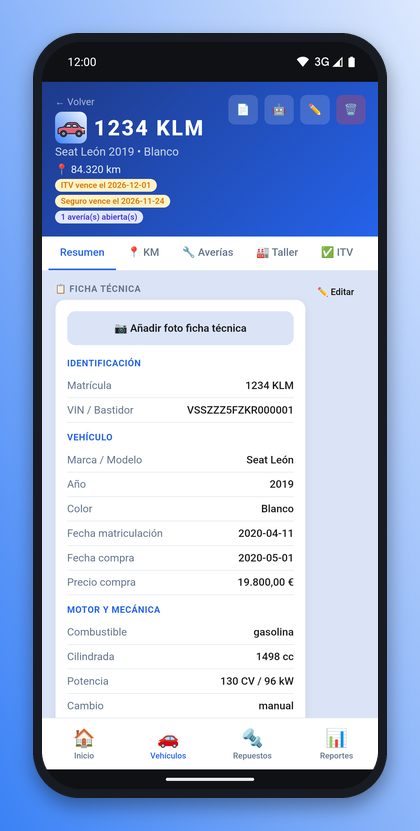 12:00
3G
← Volver
1234 KLM
Seat León 2019 • Blanco
84.320 km
ITV vence el 2026-12-01
Seguro vence el 2026-11-24
1 avería(s) abierta(s)
Resumen
KM
Averías
Taller
ITV
FICHA TÉCNICA
Editar
Añadir foto ficha técnica
IDENTIFICACIÓN
Matrícula 1234 KLM
VIN / Bastidor VSSZZZ5FZKR000001
VEHÍCULO
Marca / Modelo Seat León
Año 2019
Color Blanco
Fecha matriculación 2020-04-11
Fecha compra 2020-05-01
Precio compra 19.800,00 €
MOTOR Y MECÁNICA
Combustible gasolina
Cilindrada 1498 cc
Potencia 130 CV / 96 kW
Cambio manual
Inicio
Vehículos
Repuestos
Reportes